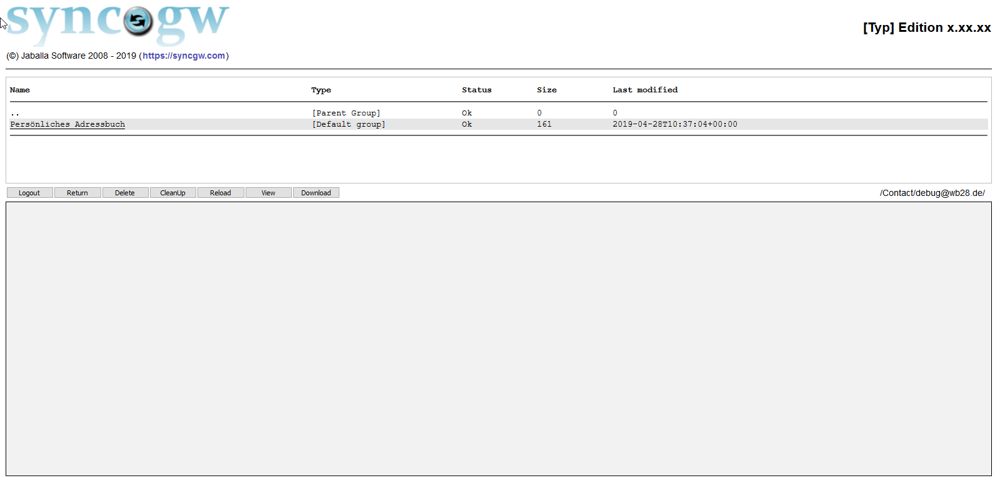 syncgw
[Typ] Edition x.xx.xx
(©) Jaballa Software 2008 - 2019 (https://syncgw.com)
Name Type Status Size Last modified
.. [Parent Group] Ok 0 0
Persönliches Adressbuch [Default group] Ok 161 2019-04-28T10:37:04+00:00
Logout Return Delete CleanUp Reload View Download /Contact/debug@wb28.de/